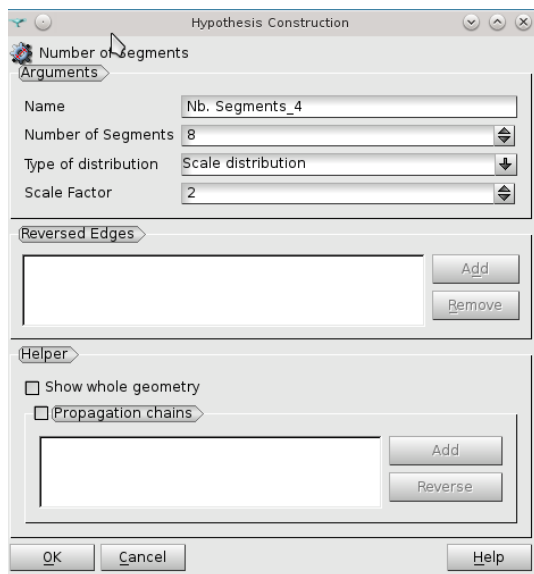 Hypothesis Construction
Number of Segments
Arguments
Name Nb. Segments_4
Number of Segments 8
Type of distribution Scale distribution
Scale Factor 2
Reversed Edges
Add
Remove
Helper
Show whole geometry
Propagation chains
Add
Reverse
OK Cancel Help